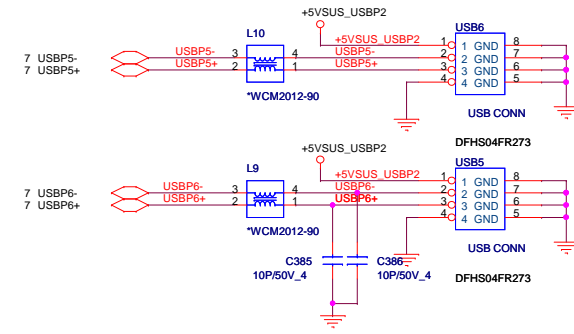 +5VSUS_USBP2
L10
USB6
+5VSUS_USBP2
1 1 GND 8
7 USBP5- USBP5- 3 4 USBP5- 2 2 GND 7
7 USBP5+ USBP5+ 2 1 USBP5+ 3 3 GND 6
4 4 GND 5
*WCM2012-90
USB CONN
DFHS04FR273
+5VSUS_USBP2
L9
USB5
+5VSUS_USBP2
1 1 GND 8
7 USBP6- USBP6- 3 4 USBP6- 2 2 GND 7
7 USBP6+ USBP6+ 2 1 USBP6+ 3 3 GND 6
4 4 GND 5
*WCM2012-90
USB CONN
C385 C386
10P/50V_4 10P/50V_4
DFHS04FR273